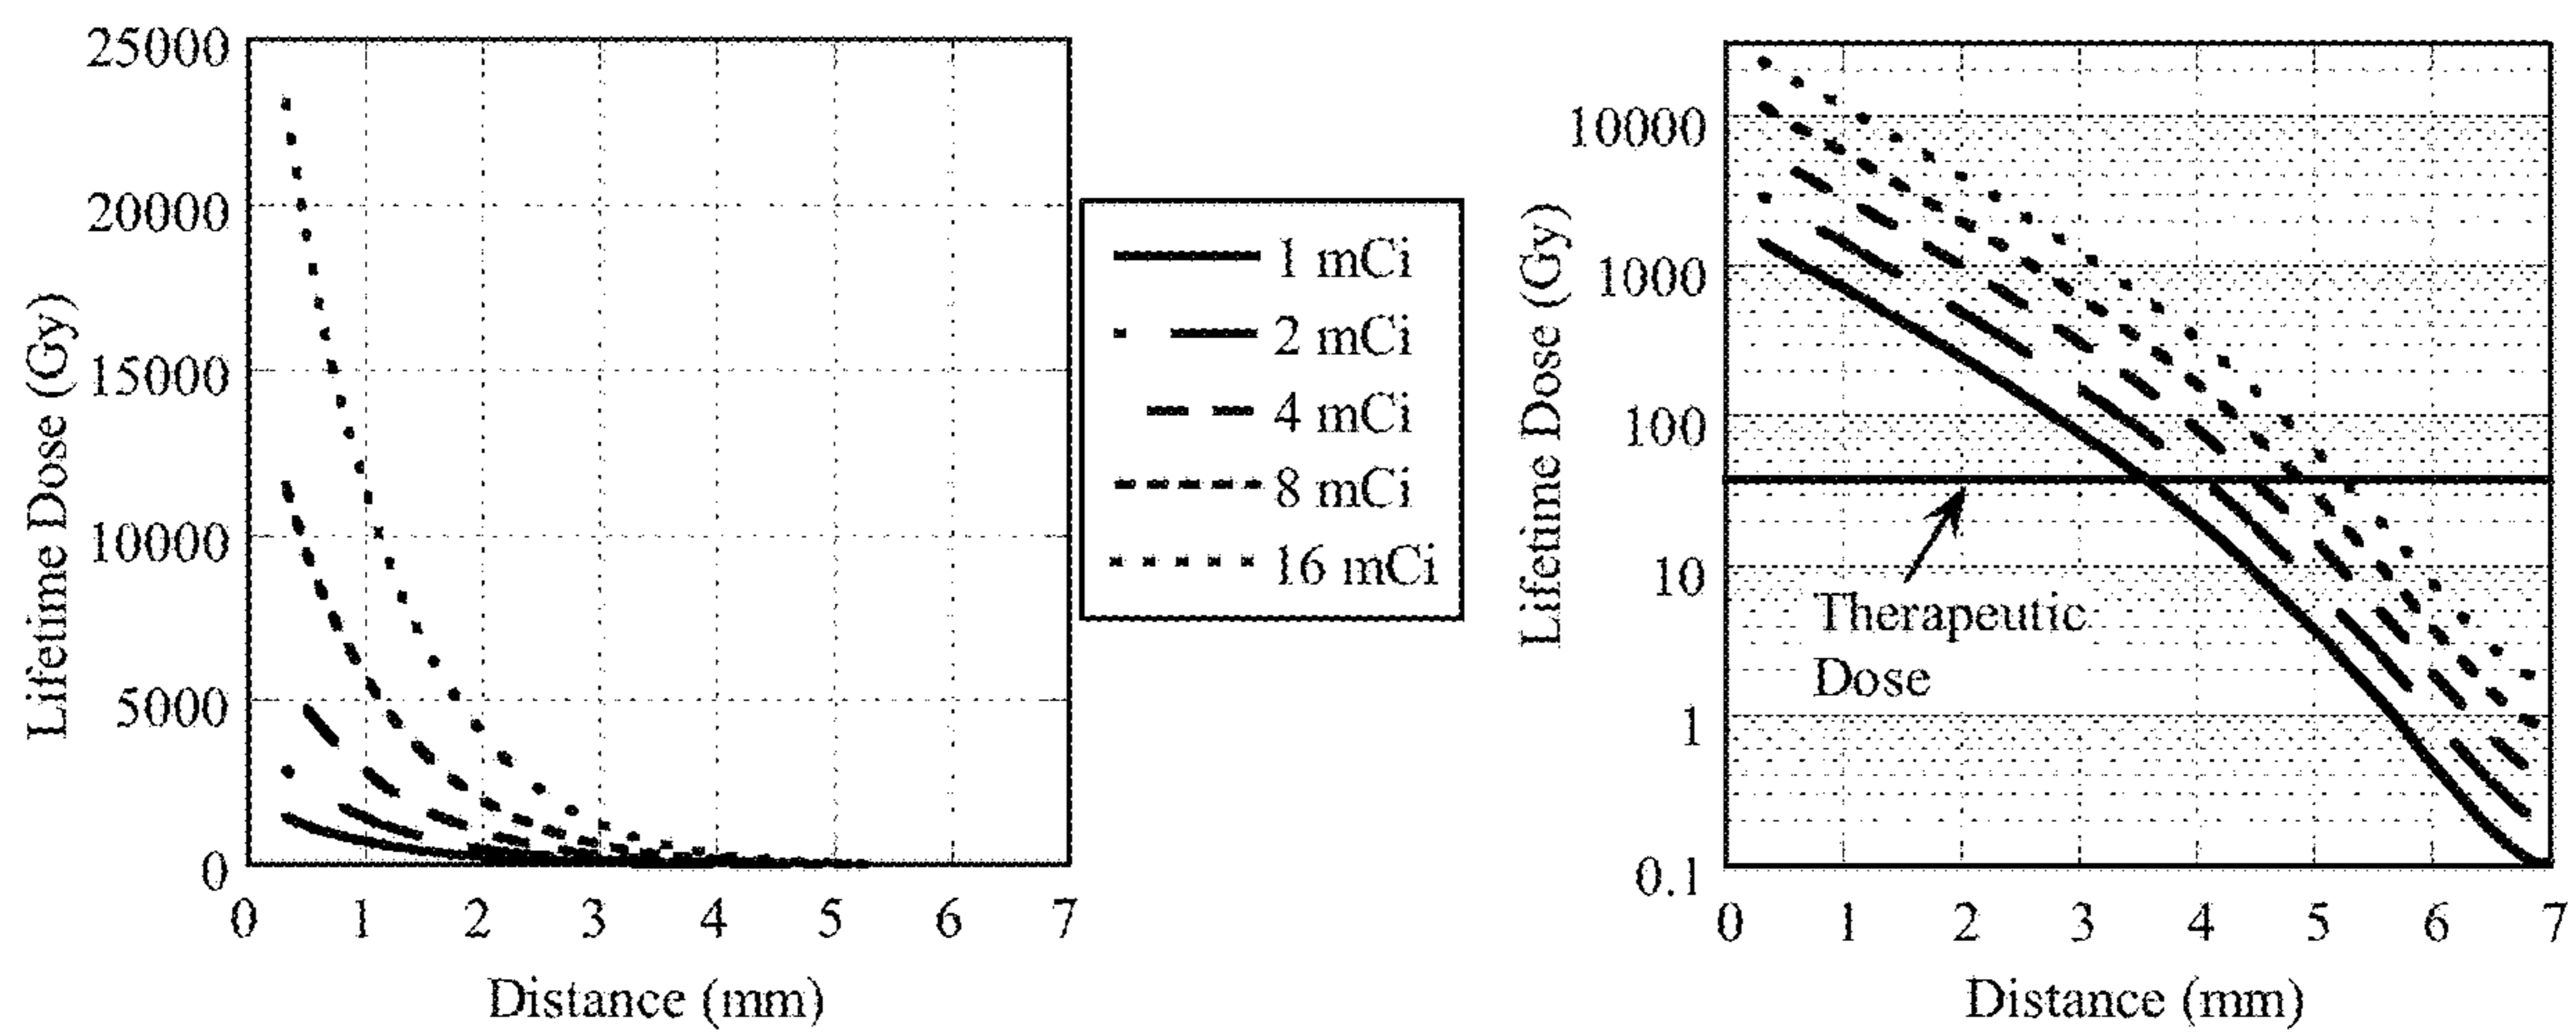 25000
20000
15000
10000
5000
0
0 1 2 3 4 5 6 7
Lifetime Dose (Gy)
Distance (mm)
1 mCi
2 mCi
4 mCi
8 mCi
16 mCi
10000
1000
100
10
1
0.1
0 1 2 3 4 5 6 7
Lifetime Dose (Gy)
Distance (mm)
Therapeutic
Dose